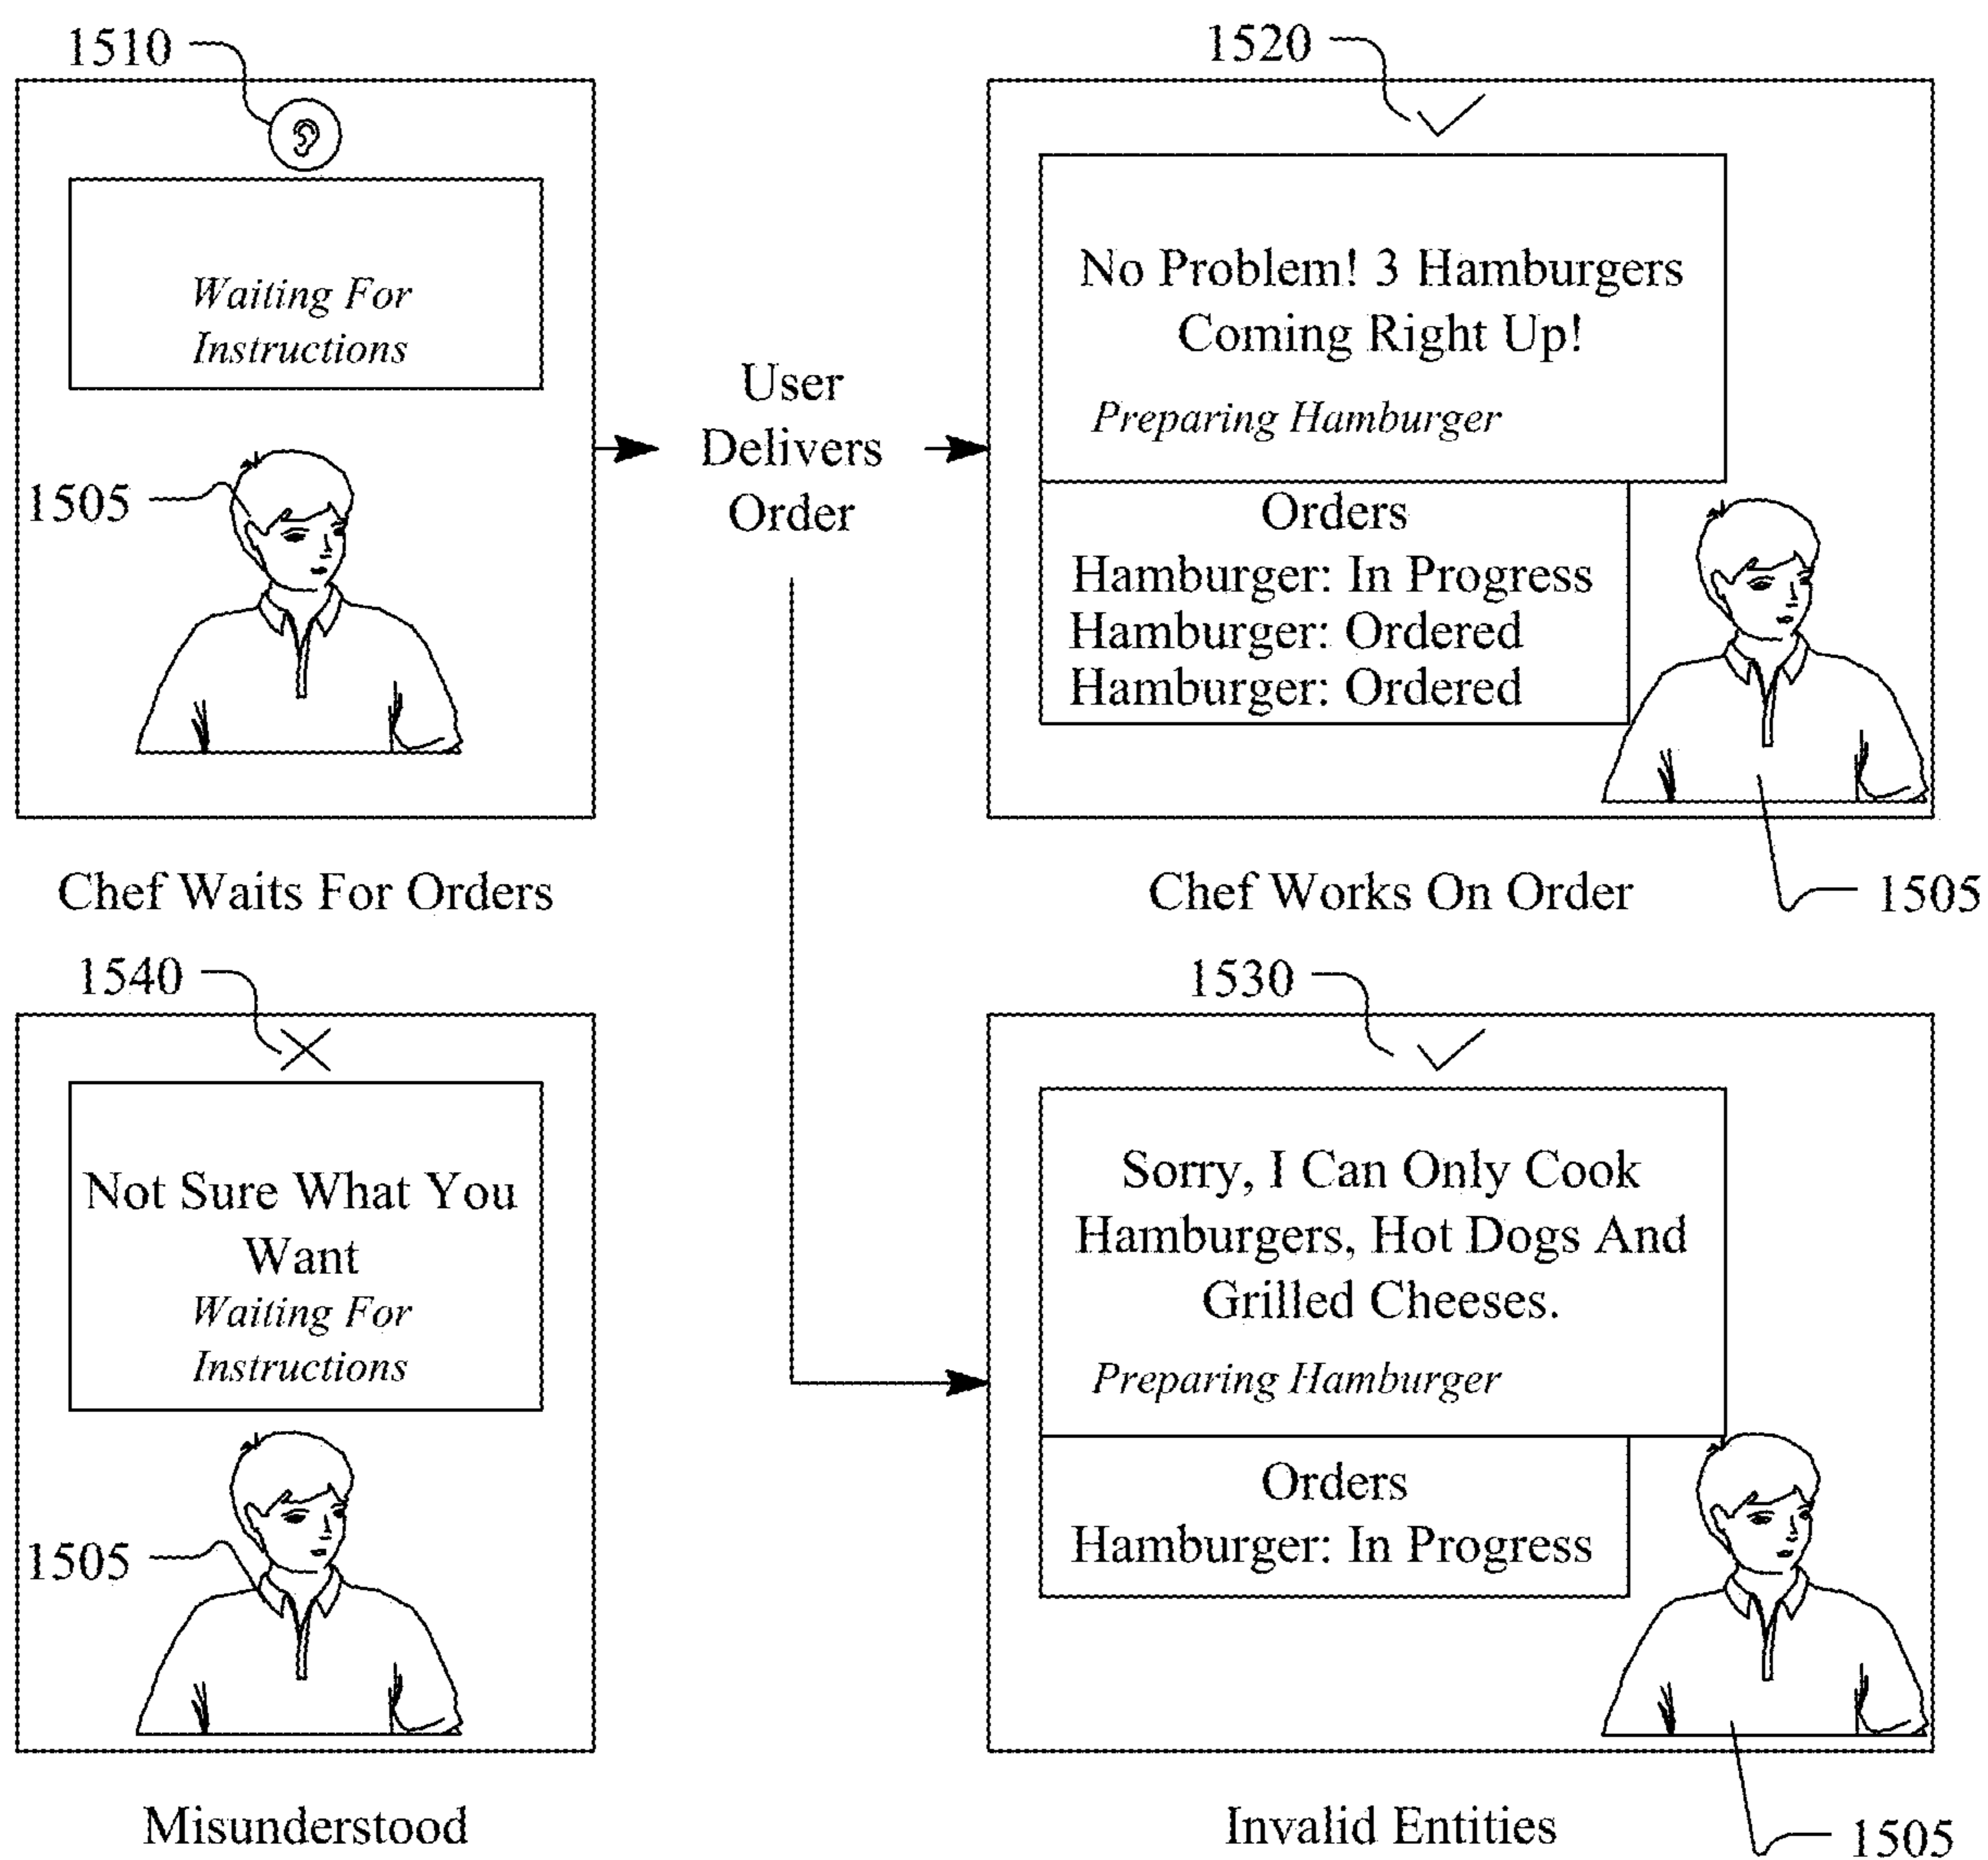 1510
Waiting For
Instructions
1505
Chef Waits For Orders
User
Delivers
Order
1520
No Problem! 3 Hamburgers
Coming Right Up!
Preparing Hamburger
Orders
Hamburger: In Progress
Hamburger: Ordered
Hamburger: Ordered
1505
Chef Works On Order
1540
Not Sure What You
Want
Waiting For
Instructions
1505
Misunderstood
1530
Sorry, I Can Only Cook
Hamburgers, Hot Dogs And
Grilled Cheeses.
Preparing Hamburger
Orders
Hamburger: In Progress
1505
Invalid Entities